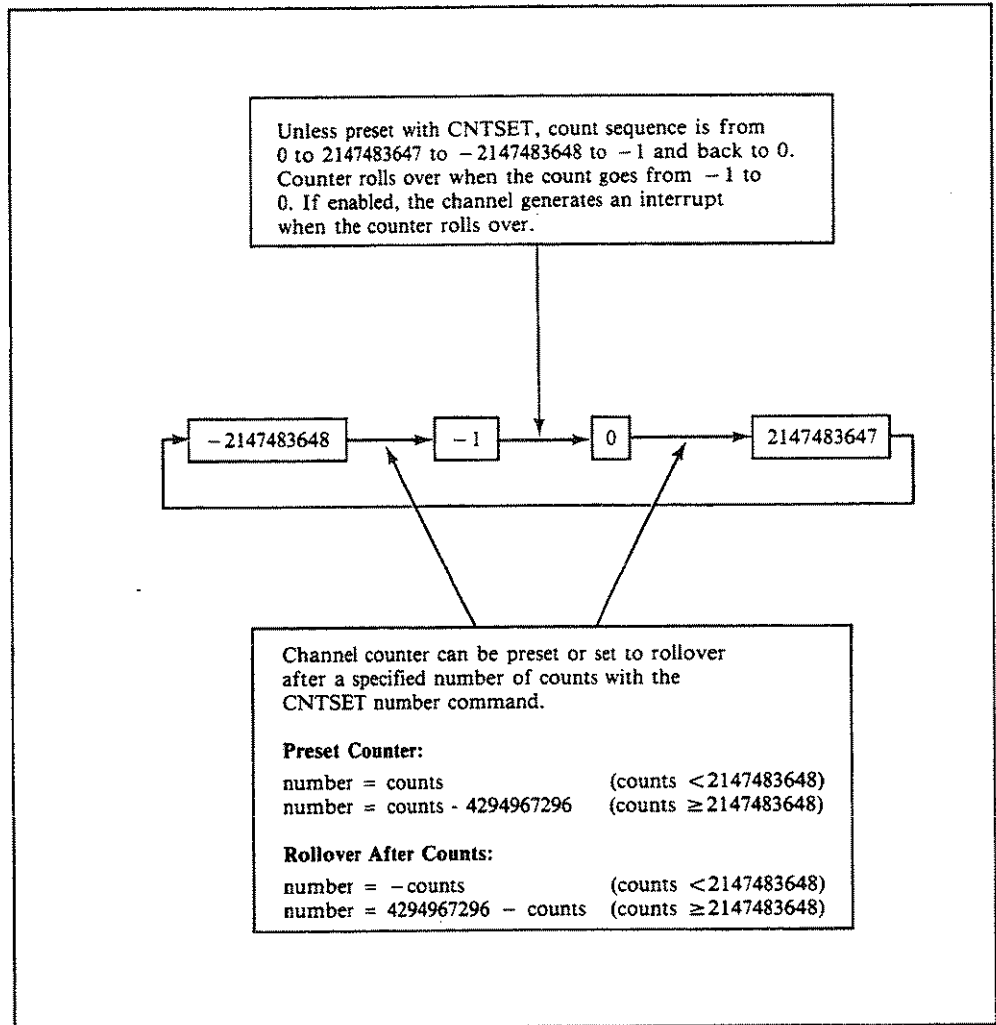 Unless preset with CNTSET, count sequence is from
0 to 2147483647 to −2147483648 to −1 and back to 0.
Counter rolls over when the count goes from −1 to
0. If enabled, the channel generates an interrupt
when the counter rolls over.
−2147483648
−1
0
2147483647
Channel counter can be preset or set to rollover
after a specified number of counts with the
CNTSET number command.
Preset Counter:
number = counts (counts <2147483648)
number = counts - 4294967296 (counts ≥2147483648)
Rollover After Counts:
number = −counts (counts <2147483648)
number = 4294967296 − counts (counts ≥2147483648)